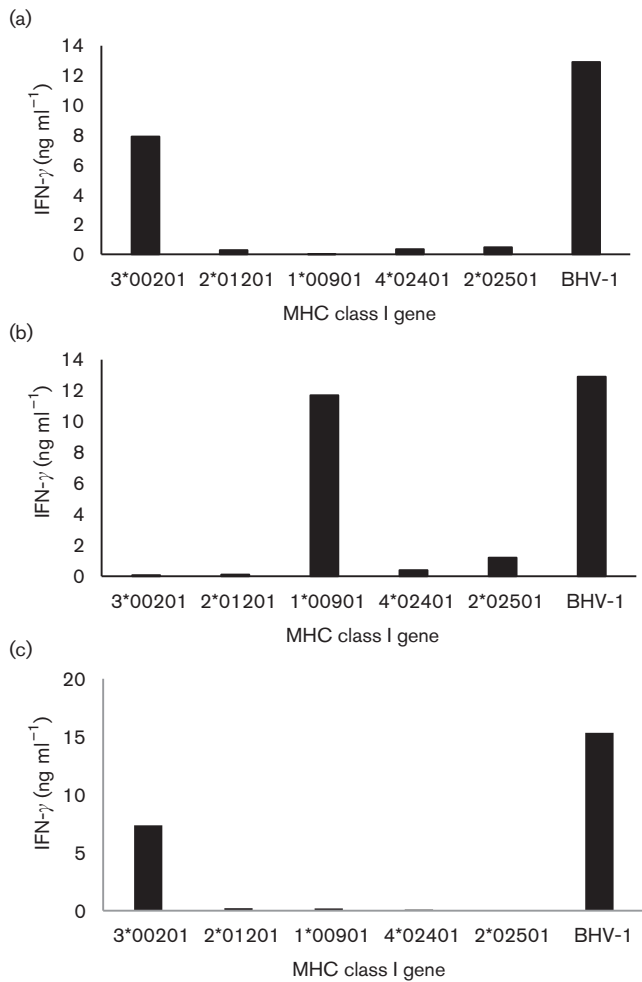 (a)
14
12
10
8
6
4
2
0
IFN-γ (ng ml⁻¹)
3*00201 2*01201 1*00901 4*02401 2*02501 BHV-1
MHC class I gene
(b)
14
12
10
8
6
4
2
0
IFN-γ (ng ml⁻¹)
3*00201 2*01201 1*00901 4*02401 2*02501 BHV-1
MHC class I gene
(c)
20
15
10
5
0
IFN-γ (ng ml⁻¹)
3*00201 2*01201 1*00901 4*02401 2*02501 BHV-1
MHC class I gene